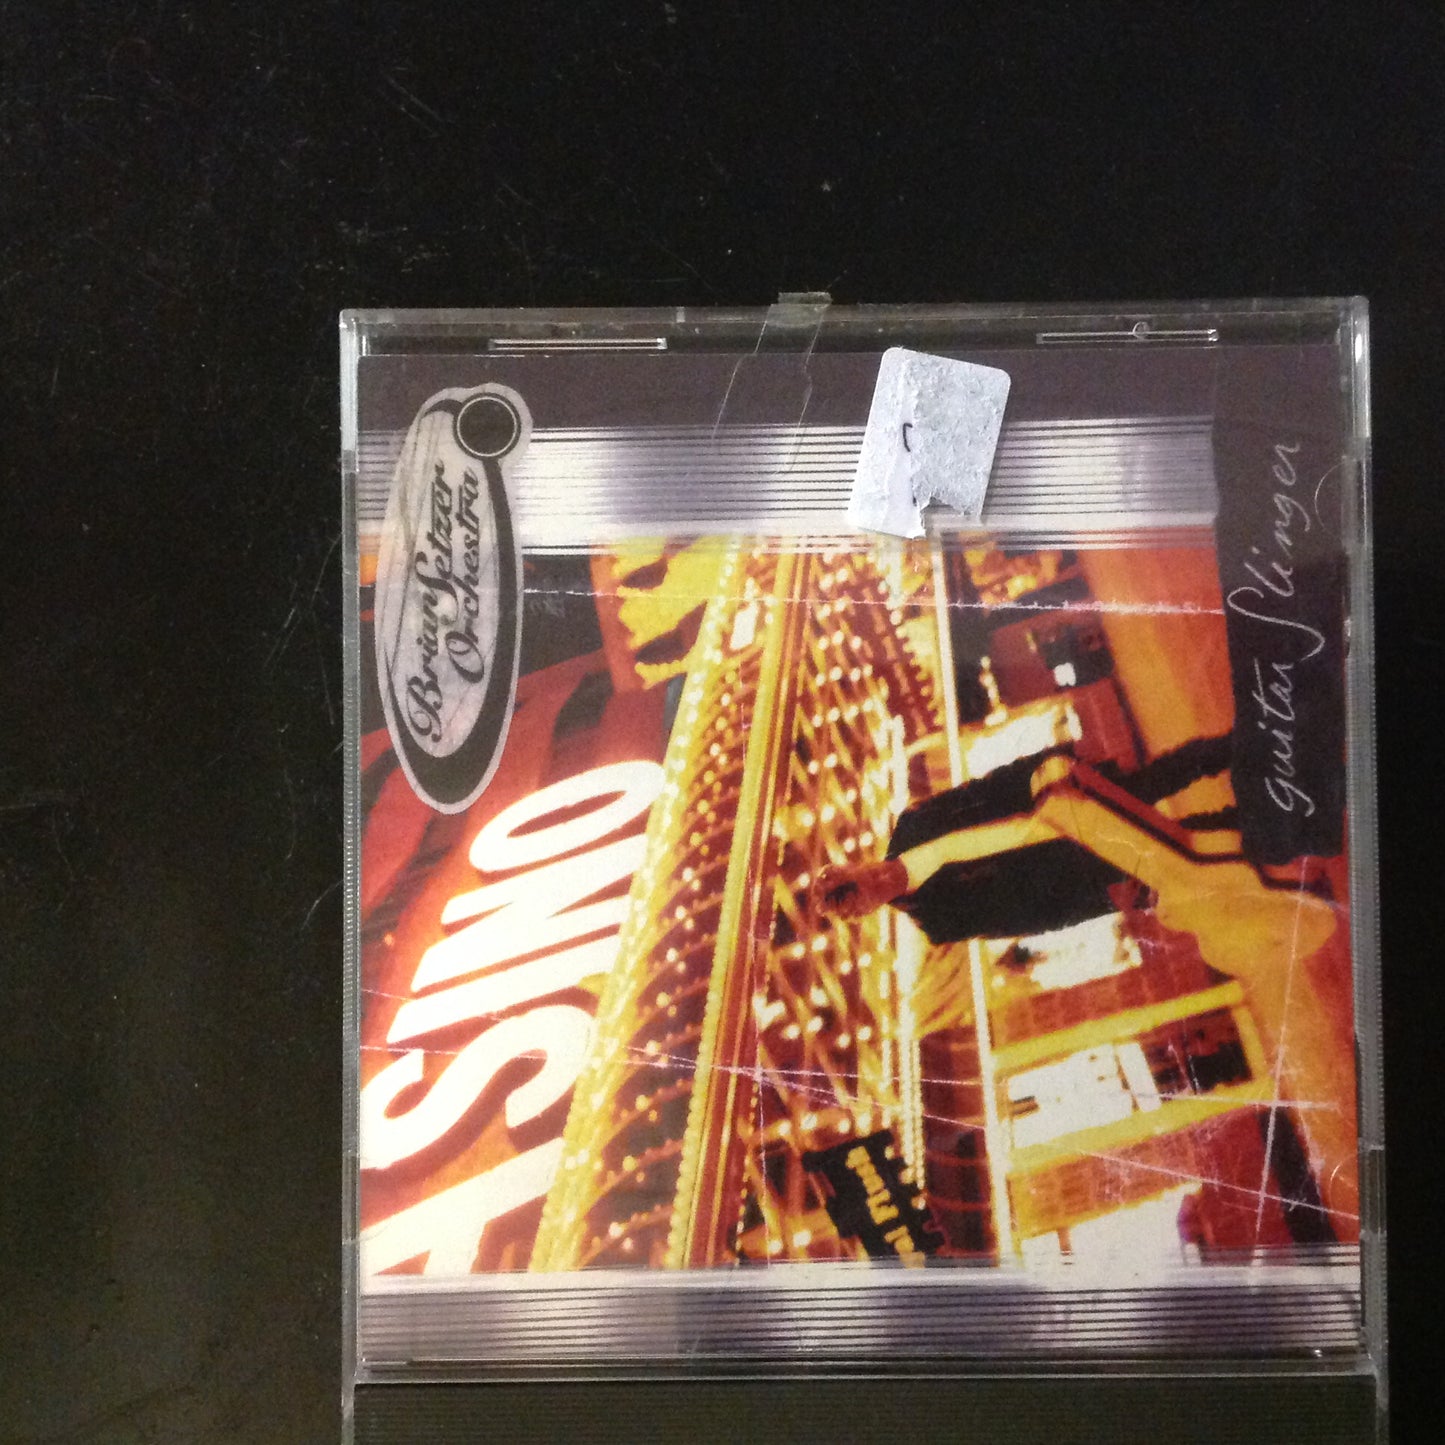 Brian Setzer
Orchestra
guitar Slinger
ASINO